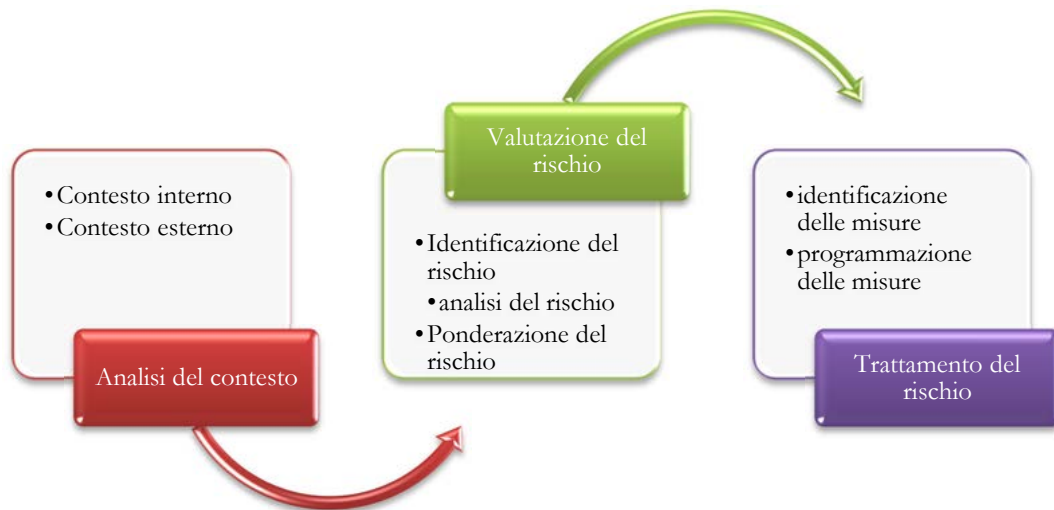 • Contesto interno
• Contesto esterno
Analisi del contesto
Valutazione del
rischio
• Identificazione del
rischio
• analisi del rischio
• Ponderazione del
rischio
• identificazione
delle misure
• programmazione
delle misure
Trattamento del
rischio